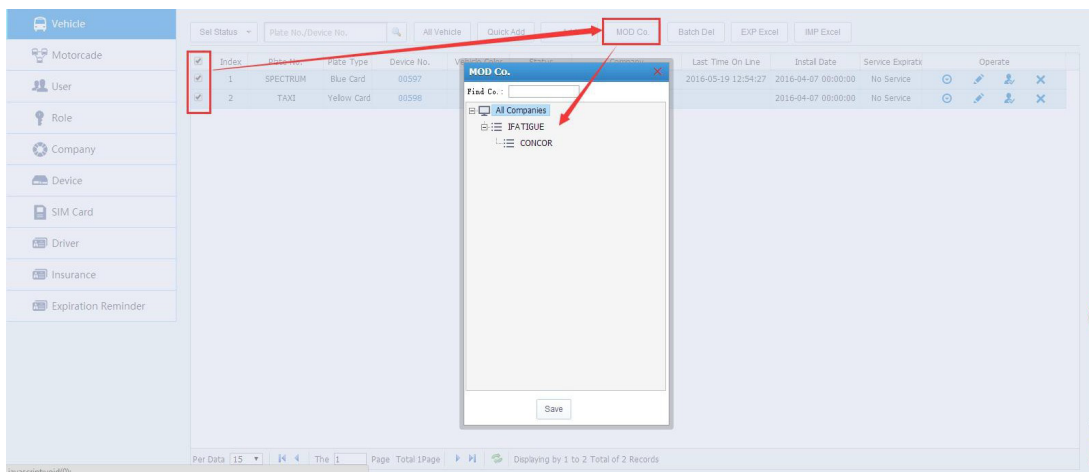 Vehicle
Motorcade
User
Role
Company
Device
SIM Card
Driver
Insurance
Expiration Reminder
Sel Status Plate No./Device No. All Vehicle Quick Add MOD Co. Batch Del EXP Excel IMP Excel
Index Plate No. Plate Type Device No. Vehicle Color Status Company Last Time On Line Install Date Service Expiratx Operate
1 SPECTRUM Blue Card 00597 2016-05-19 12:54:27 2016-04-07 00:00:00 No Service
2 TAXI Yellow Card 00598 2016-04-07 00:00:00 No Service
MOD Co.
Find Co. :
All Companies
IFATIGUE
CONCOR
Save
Per Data 15 The 1 Page Total 1Page Displaying by 1 to 2 Total of 2 Records